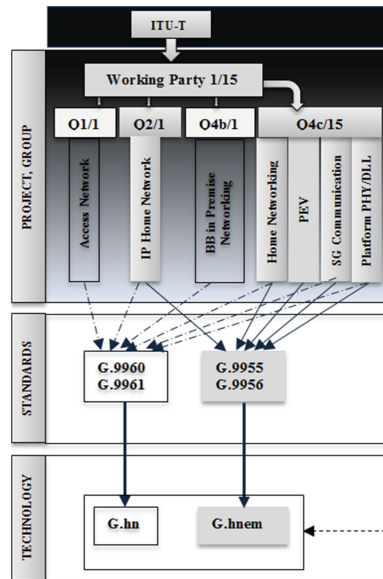 ITU-T
Working Party 1/15
Q1/1
Q2/1
Q4b/1
Q4c/15
PROJECT, GROUP
Access Network
IP Home Network
BB in Premise
Networking
Home Networking
PEV
SG Communication
Platform PHY/DLL
STANDARDS
G.9960
G.9961
G.9955
G.9956
TECHNOLOGY
G.hn
G.hnem